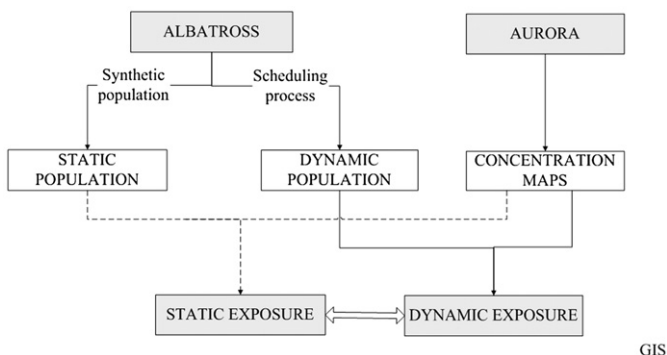 ALBATROSS
AURORA
Synthetic
population
Scheduling
process
STATIC
POPULATION
DYNAMIC
POPULATION
CONCENTRATION
MAPS
STATIC EXPOSURE
DYNAMIC EXPOSURE
GIS